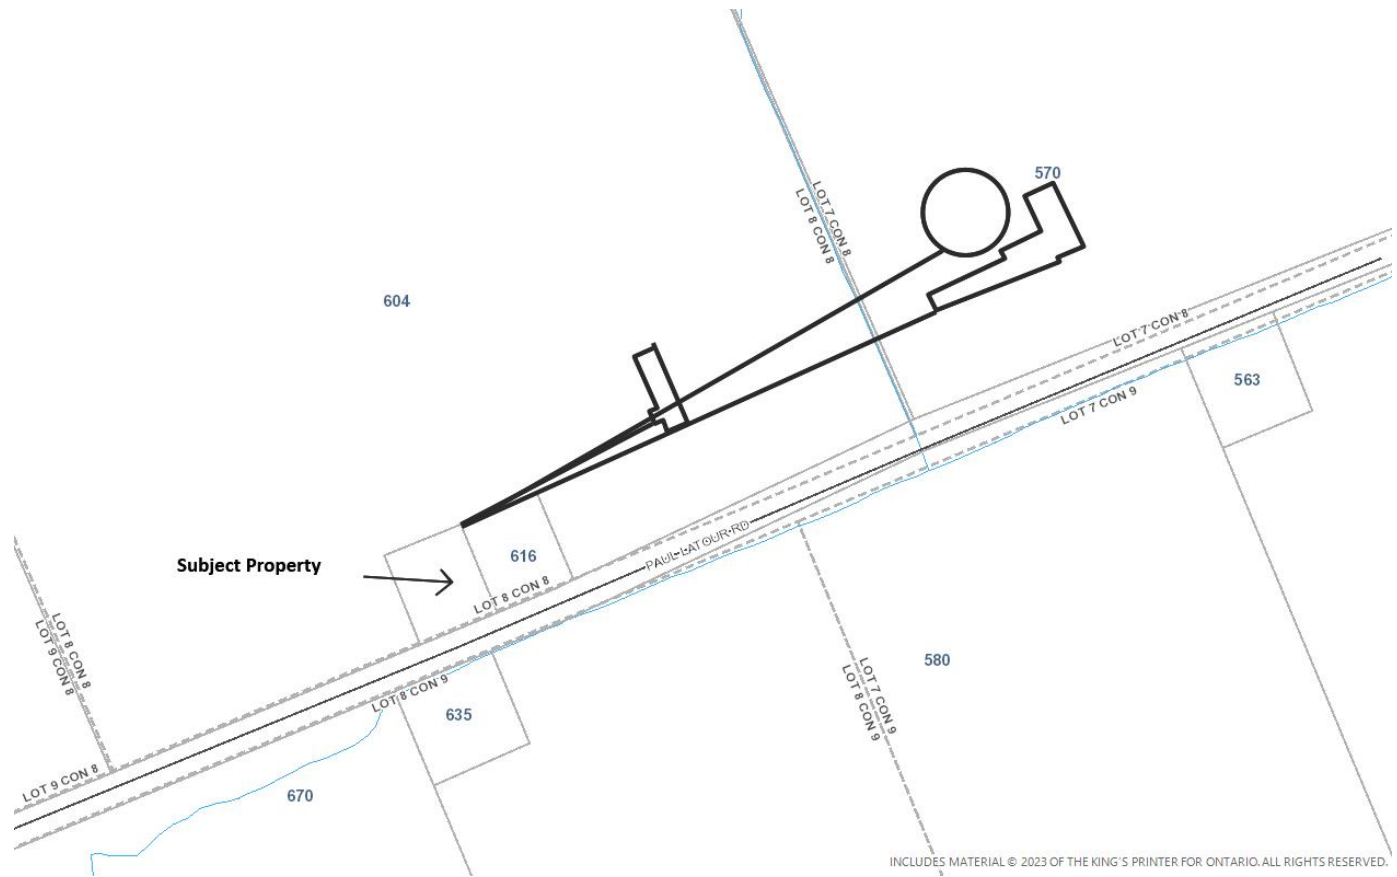 570
LOT 7 CON 8
LOT 8 CON 8
604
LOT 7 CON 8
563
LOT 7 CON 9
PAUL LATOUR RD
616
Subject Property
LOT 8 CON 8
LOT 8 CON 8
LOT 9 CON 8
580
LOT 7 CON 9
LOT 8 CON 9
LOT 8 CON 9
635
LOT 9 CON 8
670
INCLUDES MATERIAL © 2023 OF THE KING'S PRINTER FOR ONTARIO. ALL RIGHTS RESERVED.